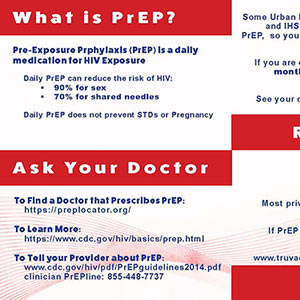 What is PrEP?
Pre-Exposure Prphylaxis (PrEP) is a daily
medication for HIV Exposure
Daily PrEP can reduce the risk of HIV:
• 90% for sex
• 70% for shared needles
Daily PrEP does not prevent STDs or Pregnancy
Ask Your Doctor
To Find a Doctor that Prescribes PrEP:
https://preplocator.org/
To Learn More:
https://www.cdc.gov/hiv/basics/prep.html
To Tell your Provider about PrEP:
www.cdc.gov/hiv/pdf/PrEPguidelines2014.pdf
clinician PrEPline: 855-448-7737
Some Urban I
and IHS
PrEP, so you
If you are
month
See your d
R
Most priv
If PrEP
www.truva